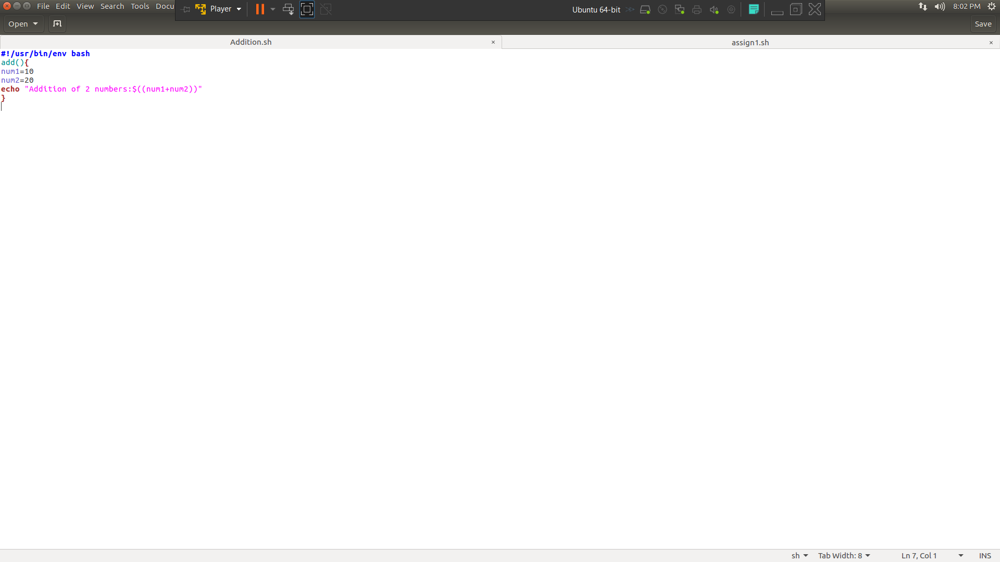 File Edit View Search Tools Docu
Player
Ubuntu 64-bit
8:02 PM
Open
Save
Addition.sh
assign1.sh
#!/usr/bin/env bash
add(){
num1=10
num2=20
echo "Addition of 2 numbers:$((num1+num2))"
}
sh
Tab Width: 8
Ln 7, Col 1
INS